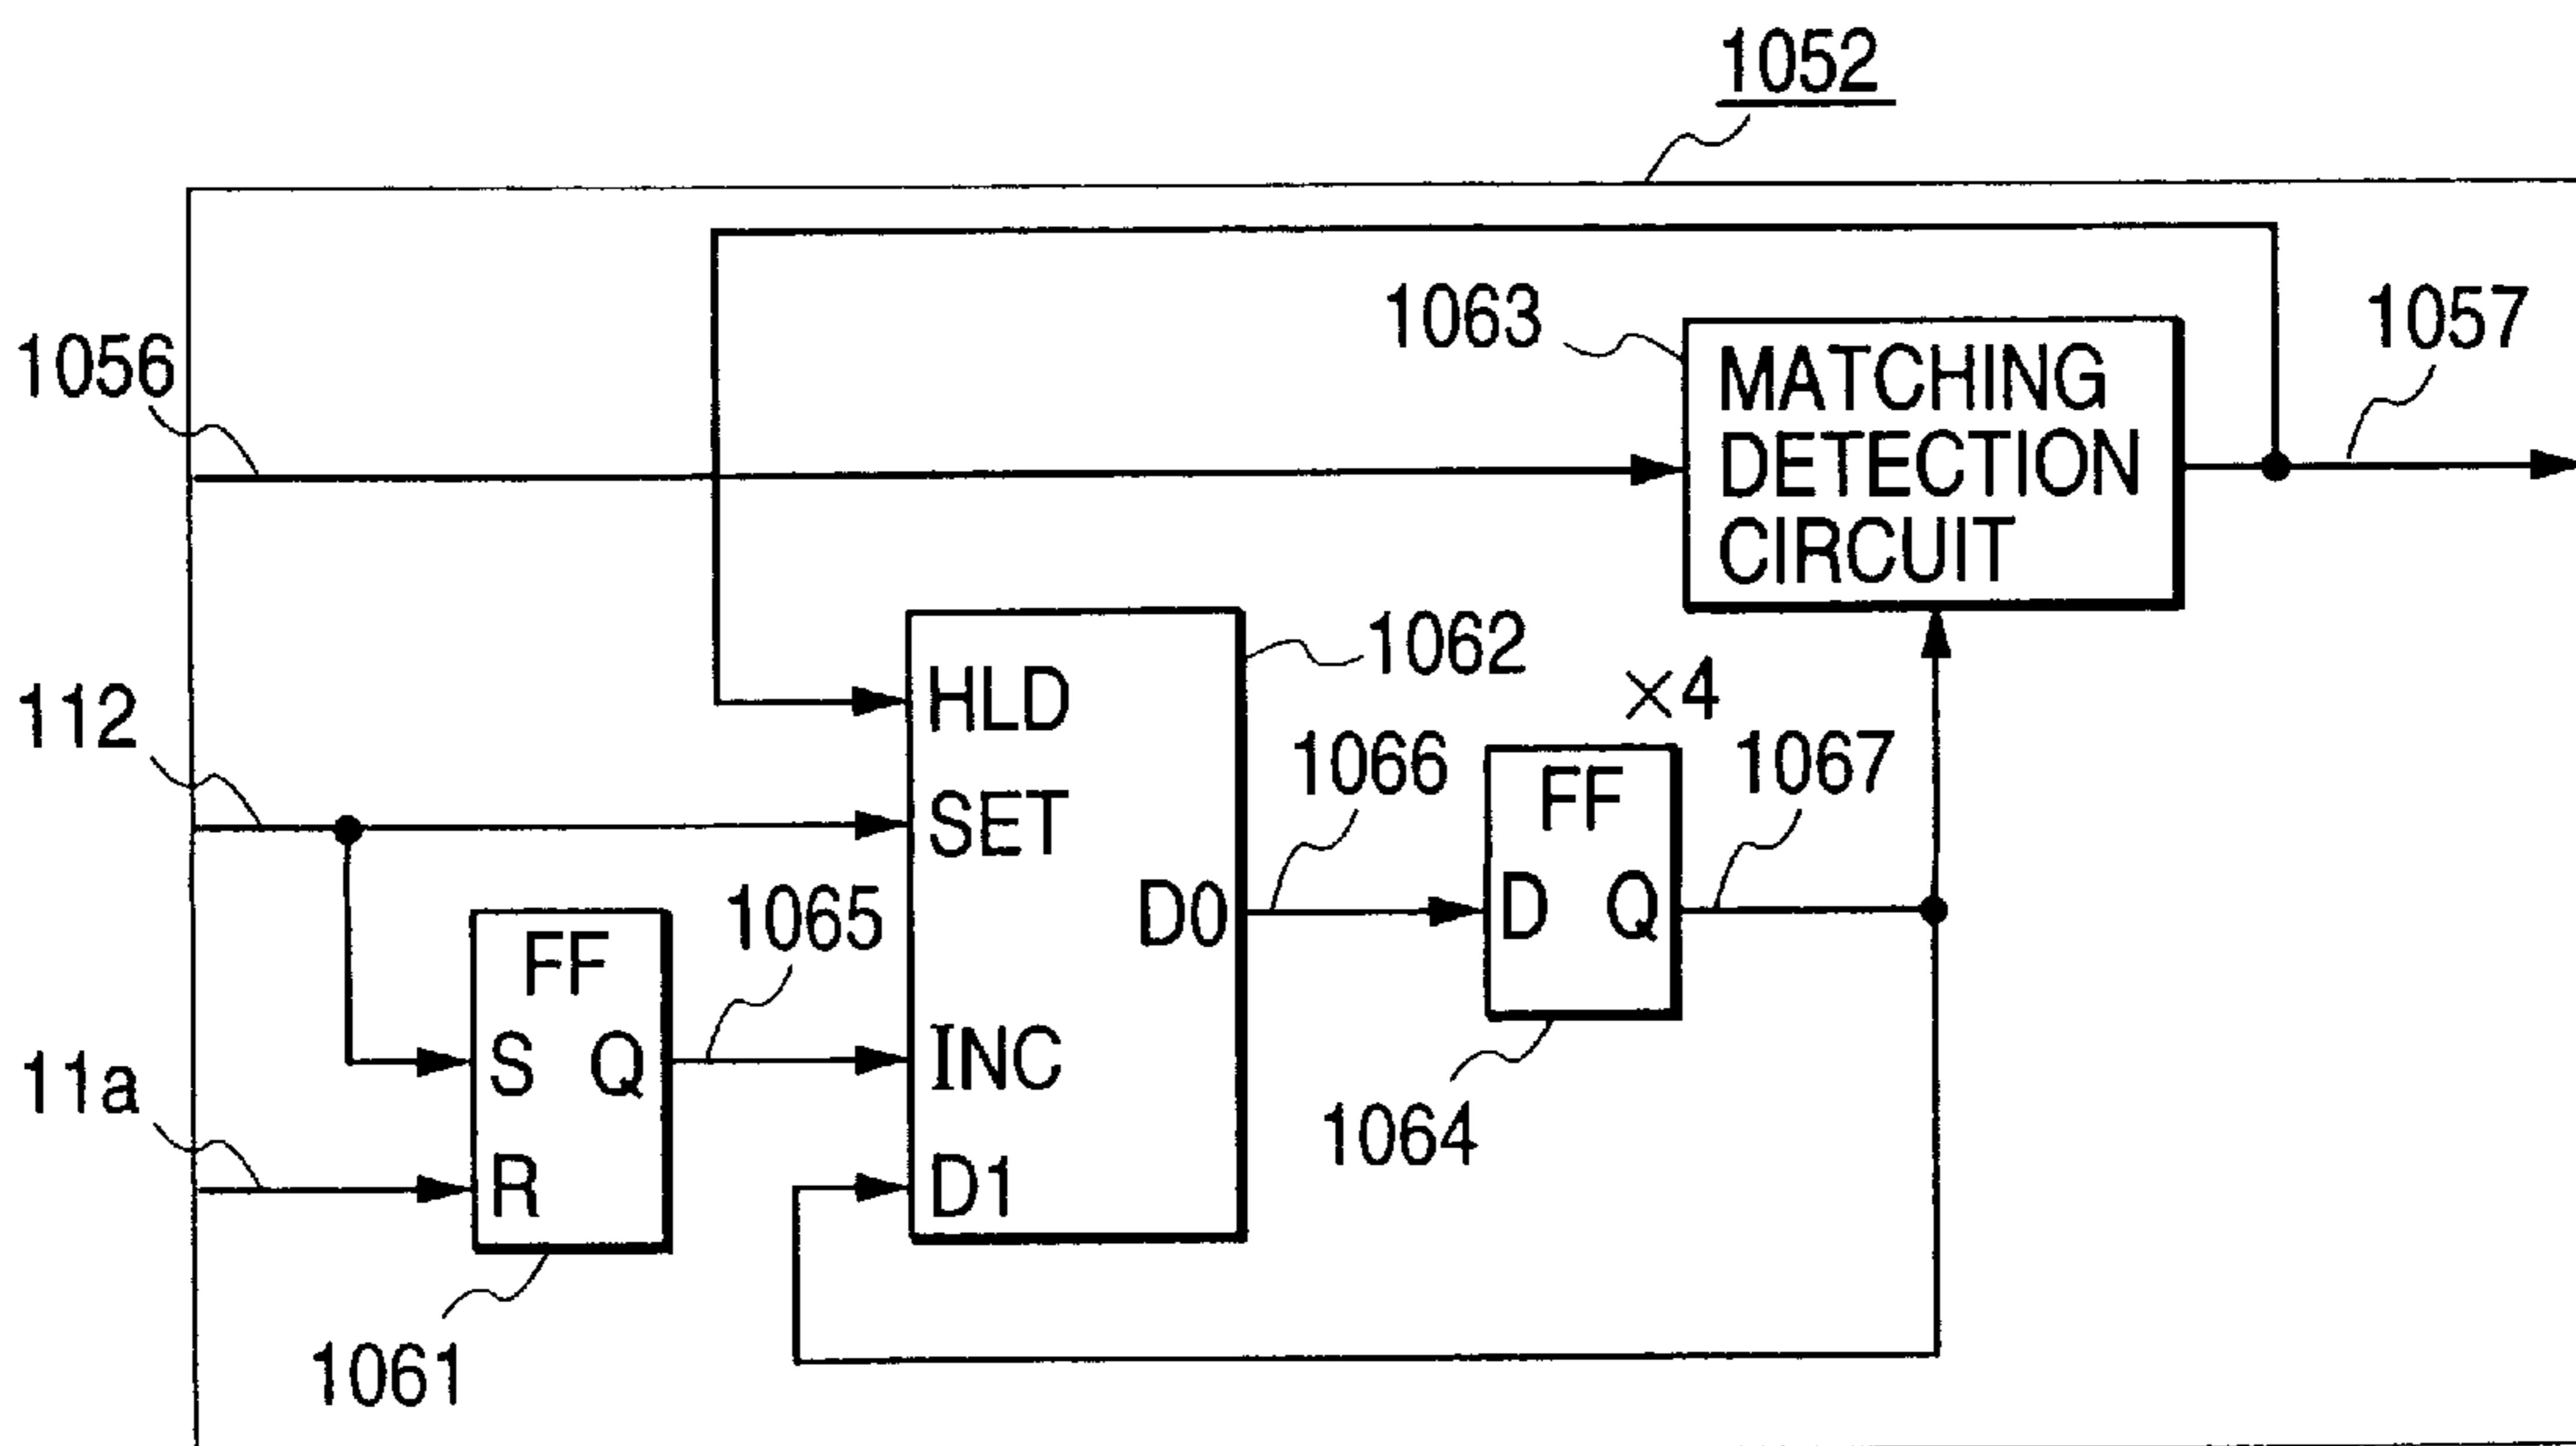 1052
1056
1063
MATCHING
DETECTION
CIRCUIT
1057
112
HLD
SET
INC
D1
D0
1062
×4
1066
FF
D Q
1067
1064
1065
FF
S Q
R
11a
1061